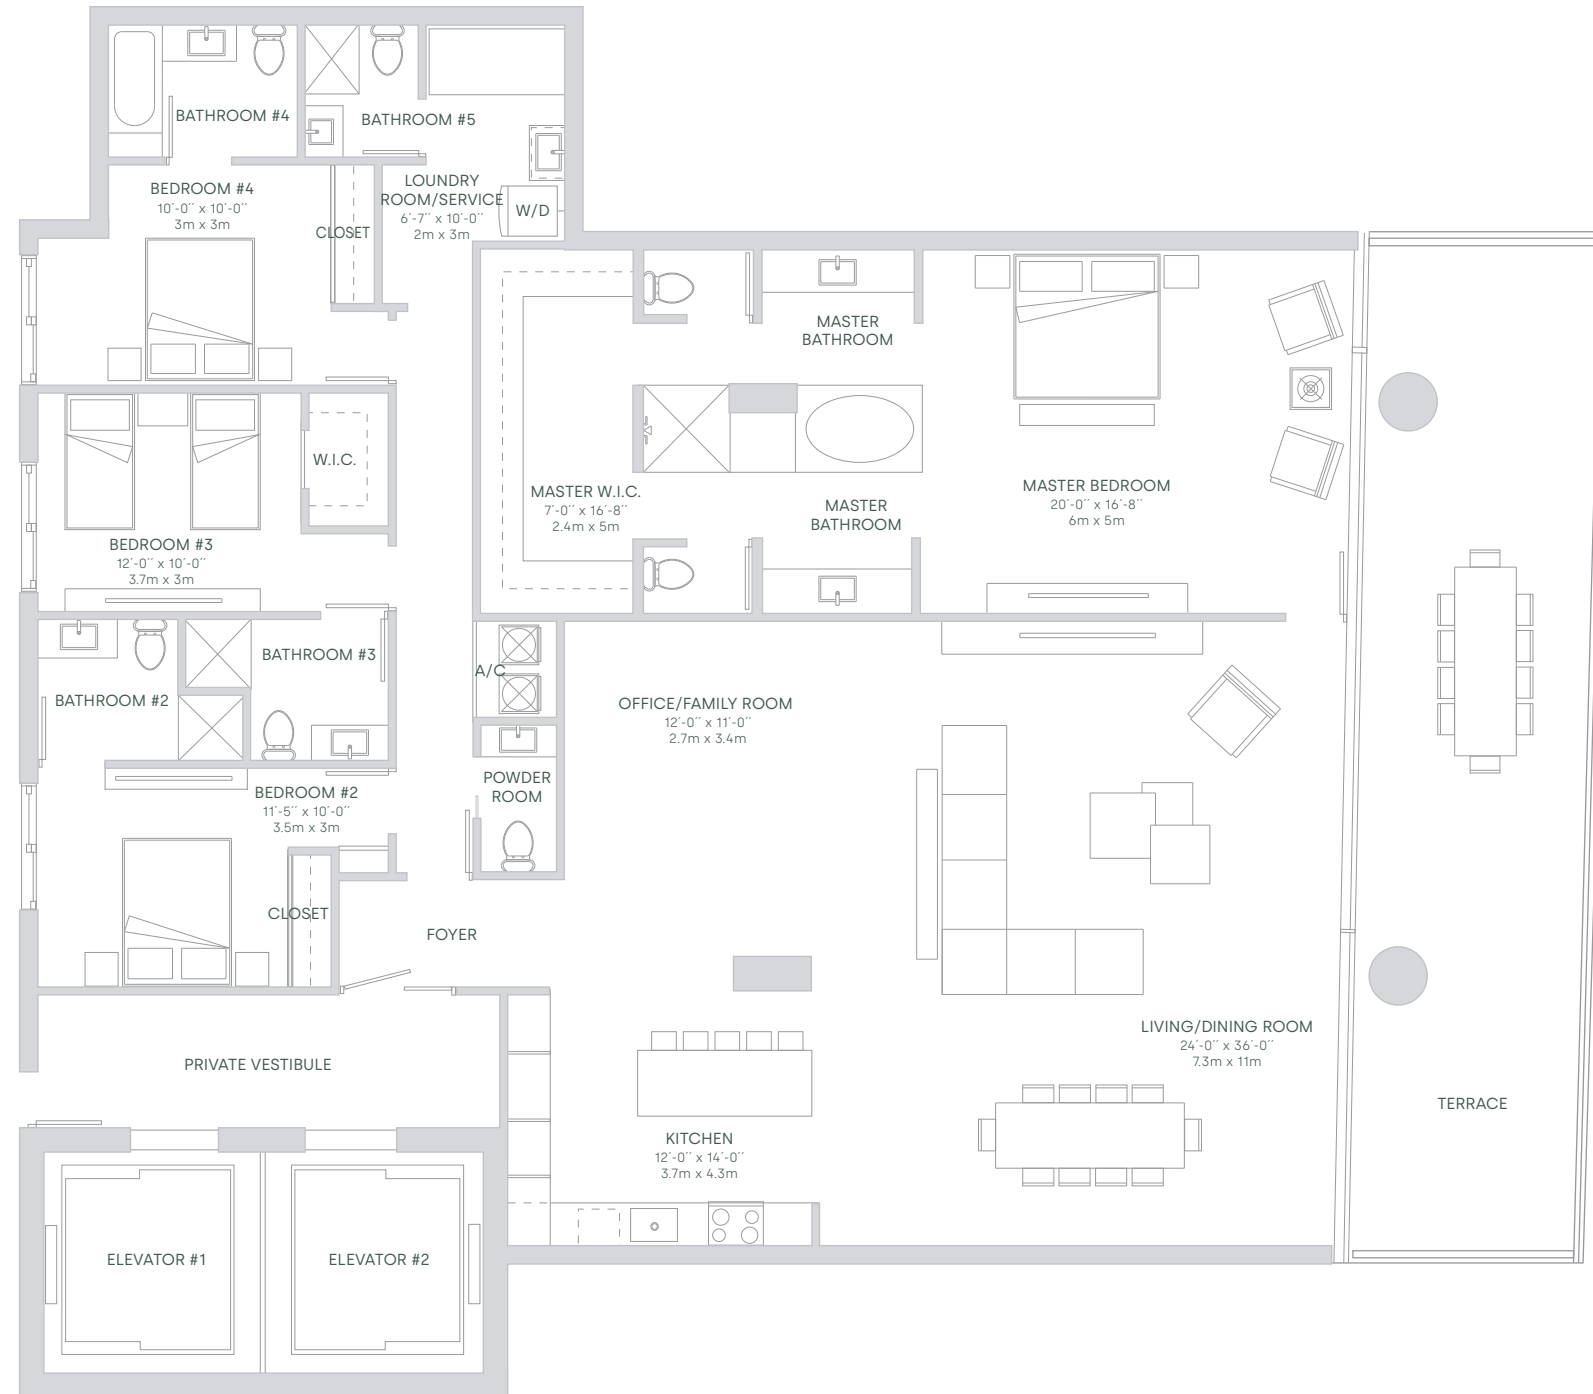 BATHROOM #4
BATHROOM #5
BEDROOM #4
10´-0´´ x 10´-0´´
3m x 3m
CLOSET
LOUNDRY
ROOM/SERVICE
6´-7´´ x 10´-0´´
2m x 3m
W/D
MASTER
BATHROOM
W.I.C.
MASTER W.I.C.
7´-0´´ x 16´-8´´
2.4m x 5m
MASTER
BATHROOM
MASTER BEDROOM
20´-0´´ x 16´-8´´
6m x 5m
BEDROOM #3
12´-0´´ x 10´-0´´
3.7m x 3m
BATHROOM #3
BATHROOM #2
A/C
OFFICE/FAMILY ROOM
12´-0´´ x 11´-0´´
2.7m x 3.4m
POWDER
ROOM
BEDROOM #2
11´-5´´ x 10´-0´´
3.5m x 3m
CLOSET
FOYER
PRIVATE VESTIBULE
LIVING/DINING ROOM
24´-0´´ x 36´-0´´
7.3m x 11m
TERRACE
KITCHEN
12´-0´´ x 14´-0´´
3.7m x 4.3m
ELEVATOR #1
ELEVATOR #2